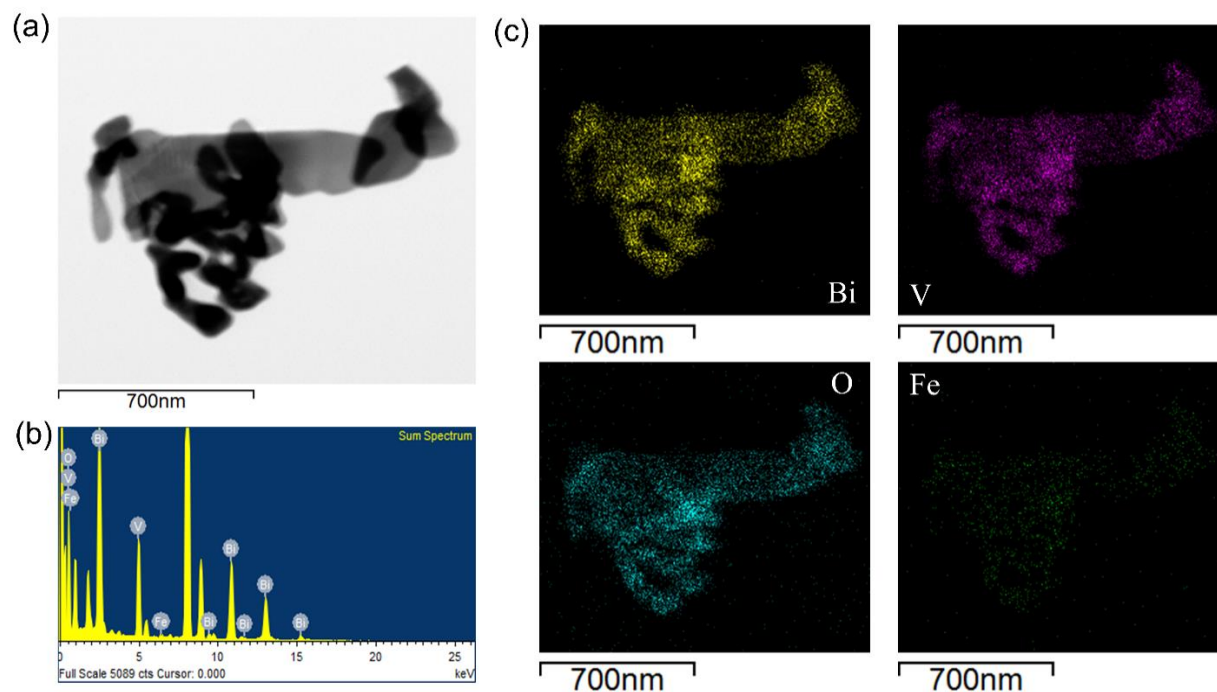 (a)
700nm
(b)
Sum Spectrum
Bi
O
V
Fe
V
Bi
Bi
Fe
Bi
Bi
Bi
0 5 10 15 20 25
Full Scale 5089 cts Cursor: 0.000 keV
(c)
Bi
700nm
V
700nm
O
700nm
Fe
700nm